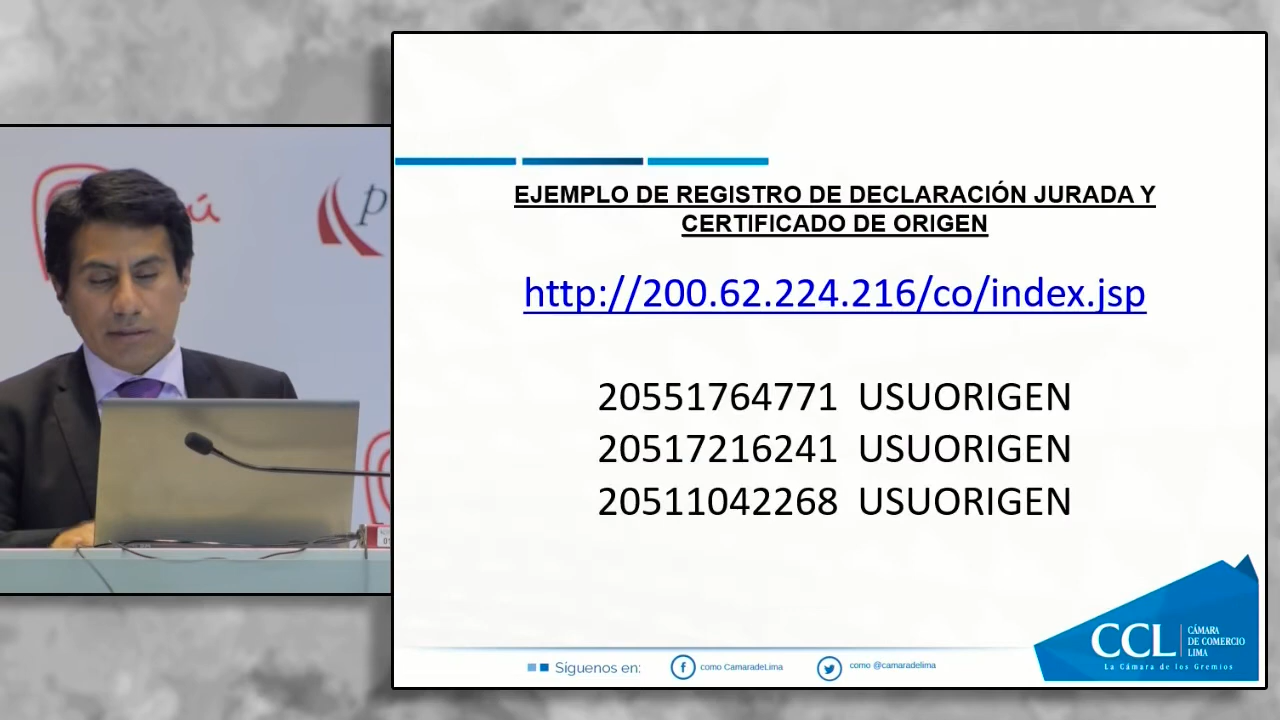 EJEMPLO DE REGISTRO DE DECLARACIÓN JURADA Y
CERTIFICADO DE ORIGEN
http://200.62.224.216/co/index.jsp
20551764771 USUORIGEN
20517216241 USUORIGEN
20511042268 USUORIGEN
Síguenos en:
como CamaradeLima
como @camaradelima
CCL
CÁMARA
DE COMERCIO
LIMA
La Cámara de los Gremios